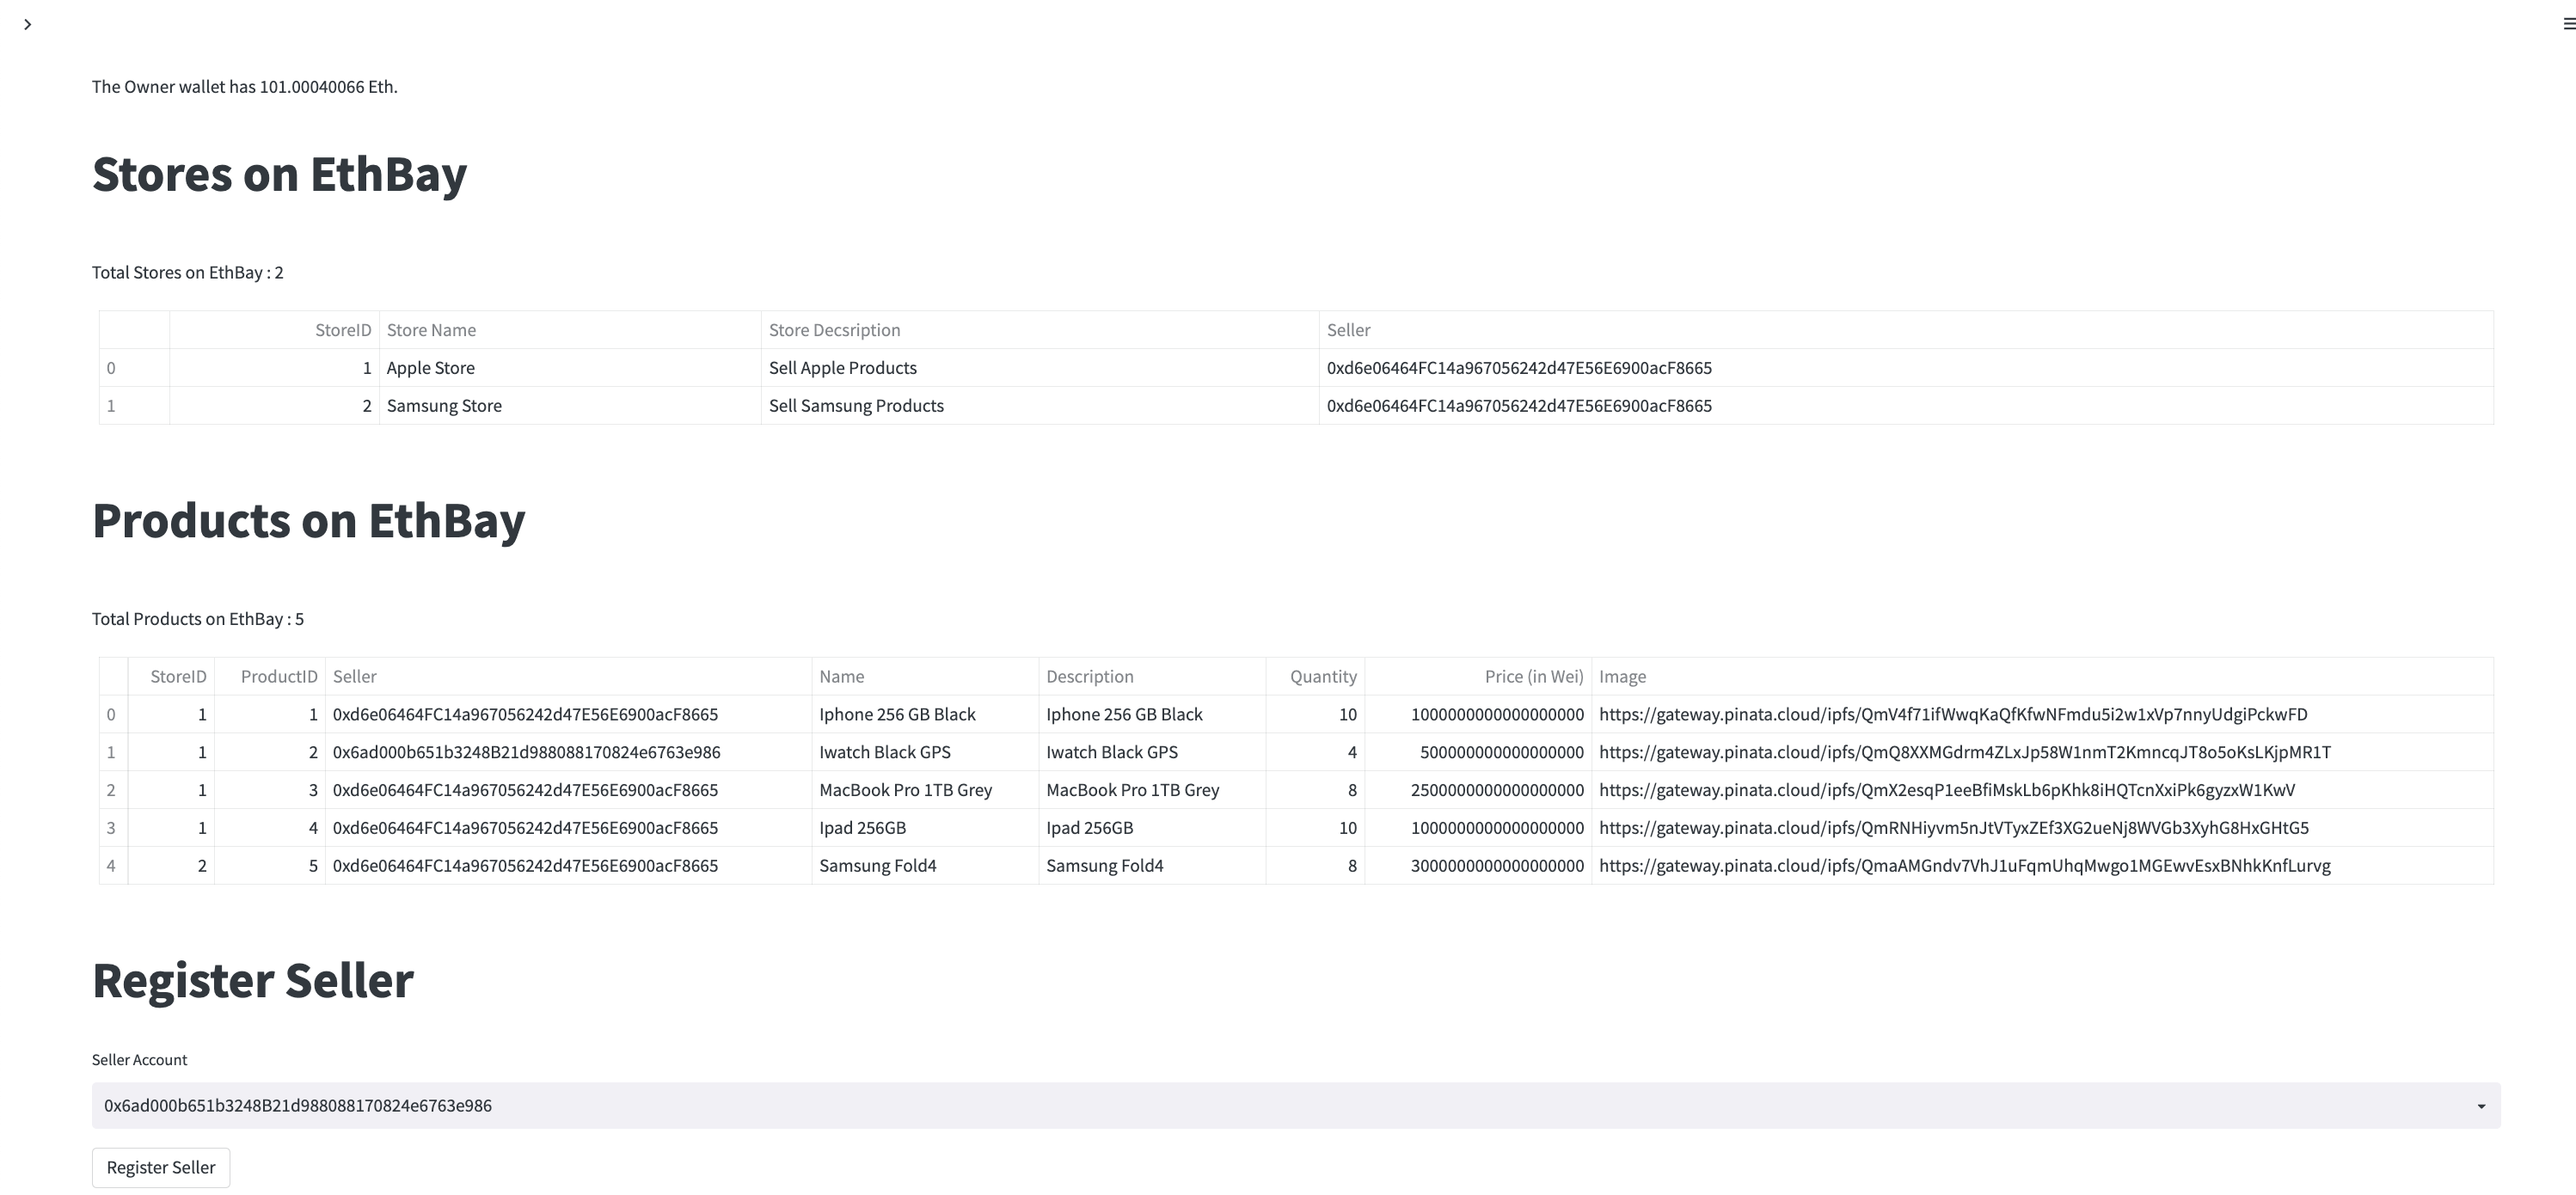 The Owner wallet has 101.00040066 Eth.
Stores on EthBay
Total Stores on EthBay : 2
StoreID Store Name Store Decsription Seller
0 1 Apple Store Sell Apple Products 0xd6e06464FC14a967056242d47E56E6900acF8665
1 2 Samsung Store Sell Samsung Products 0xd6e06464FC14a967056242d47E56E6900acF8665
Products on EthBay
Total Products on EthBay : 5
StoreID ProductID Seller Name Description Quantity Price (in Wei) Image
0 1 1 0xd6e06464FC14a967056242d47E56E6900acF8665 Iphone 256 GB Black Iphone 256 GB Black 10 1000000000000000000 https://gateway.pinata.cloud/ipfs/QmV4f71ifWwqKaQfKfwNFmdu5i2w1xVp7nnyUdgiPckwFD
1 1 2 0x6ad000b651b3248B21d988088170824e6763e986 Iwatch Black GPS Iwatch Black GPS 4 500000000000000000 https://gateway.pinata.cloud/ipfs/QmQ8XXMGdrm4ZLxJp58W1nmT2KmncqJT8o5oKsLKjpMR1T
2 1 3 0xd6e06464FC14a967056242d47E56E6900acF8665 MacBook Pro 1TB Grey MacBook Pro 1TB Grey 8 2500000000000000000 https://gateway.pinata.cloud/ipfs/QmX2esqP1eeBfiMskLb6pKhk8iHQTcnXxiPk6gyzxW1KwV
3 1 4 0xd6e06464FC14a967056242d47E56E6900acF8665 Ipad 256GB Ipad 256GB 10 1000000000000000000 https://gateway.pinata.cloud/ipfs/QmRNHiyvm5nJtVTyxZEf3XG2ueNj8WVGb3XyhG8HxGHtG5
4 2 5 0xd6e06464FC14a967056242d47E56E6900acF8665 Samsung Fold4 Samsung Fold4 8 3000000000000000000 https://gateway.pinata.cloud/ipfs/QmaAMGndv7VhJ1uFqmUhqMwgo1MGEwvEsxBNhkKnfLurvg
Register Seller
Seller Account
0x6ad000b651b3248B21d988088170824e6763e986
Register Seller